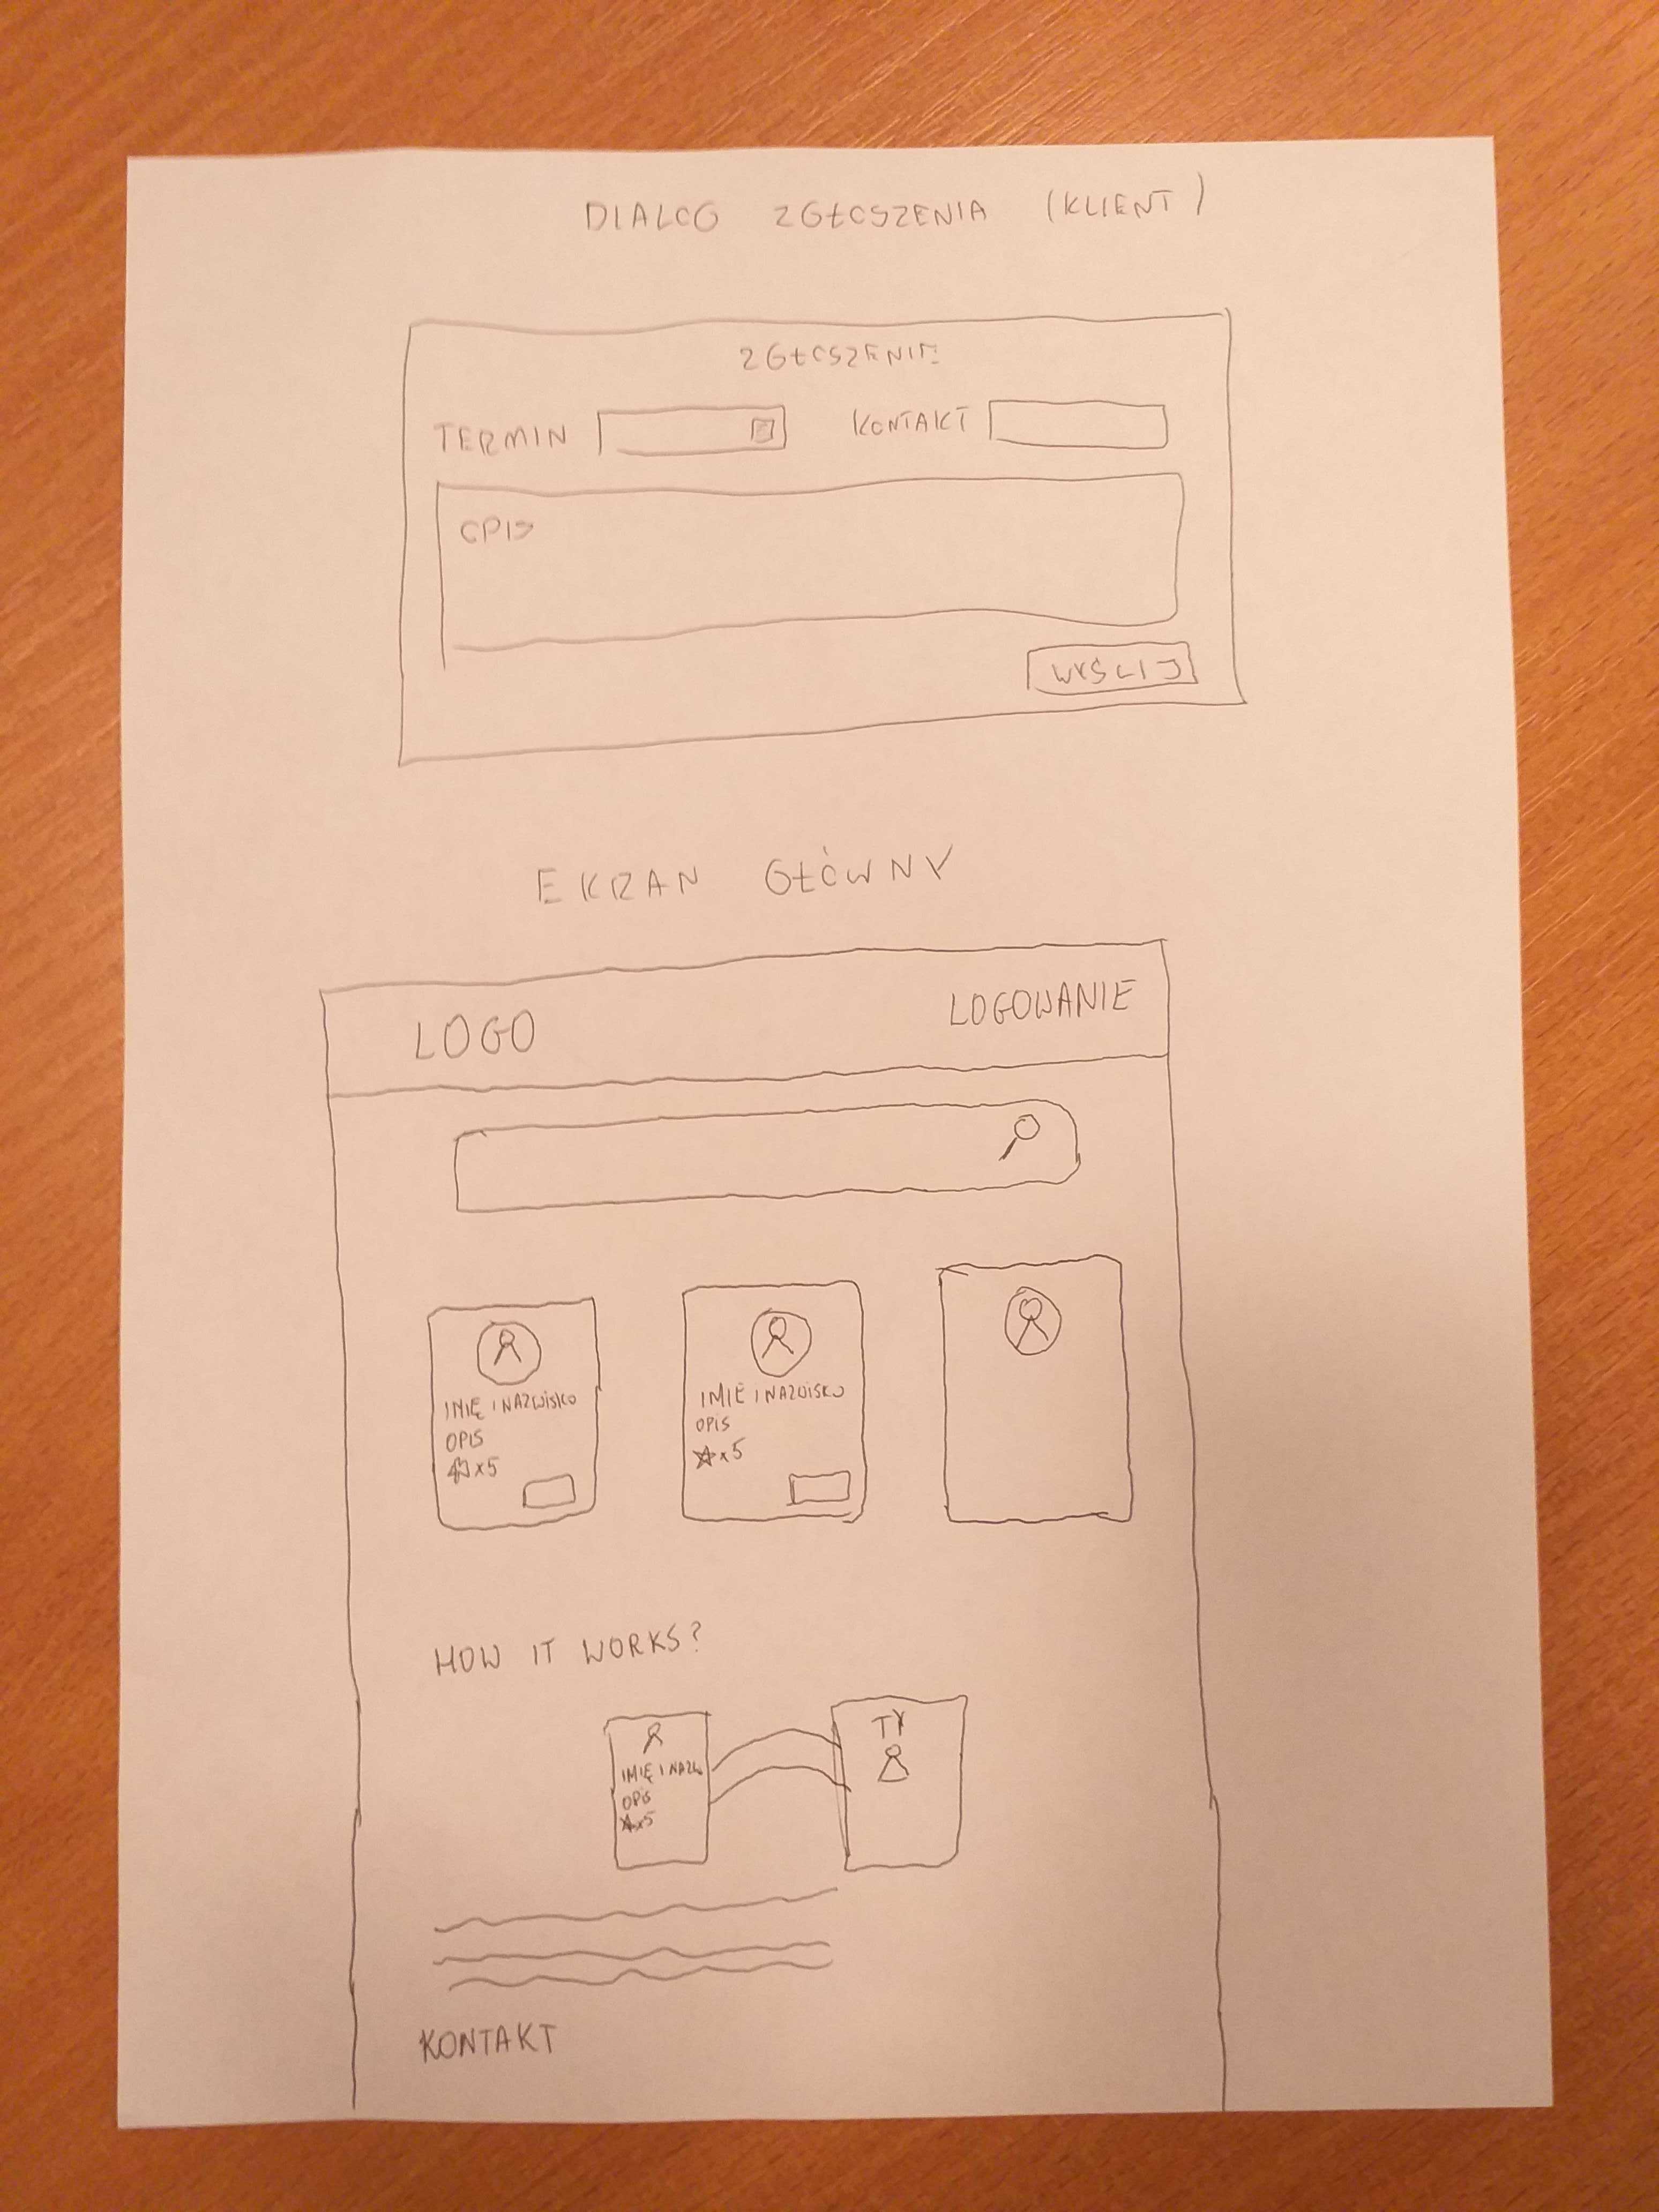 DIALOG ZGŁOSZENIA (KLIENT)
ZGŁOSZENIE
TERMIN KONTAKT
OPIS
WYŚLIJ
EKRAN GŁÓWNY
LOGO LOGOWANIE
IMIĘ I NAZWISKO
OPIS
☆x5
IMIĘ I NAZWISKO
OPIS
☆x5
HOW IT WORKS?
IMIĘ I NAZW
OPIS
☆x5
TY
KONTAKT